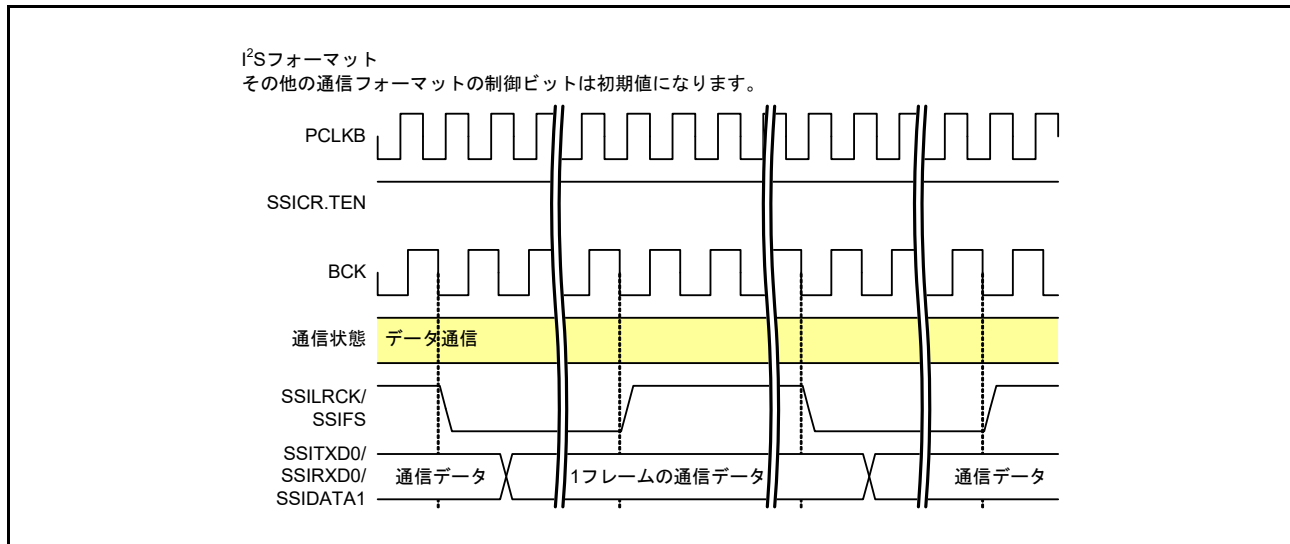 I²Sフォーマット
その他の通信フォーマットの制御ビットは初期値になります。
PCLKB
SSICR.TEN
BCK
通信状態 データ通信
SSILRCK/
SSIFS
SSITXD0/
SSIRXD0/
SSIDATA1
通信データ 1フレームの通信データ 通信データ